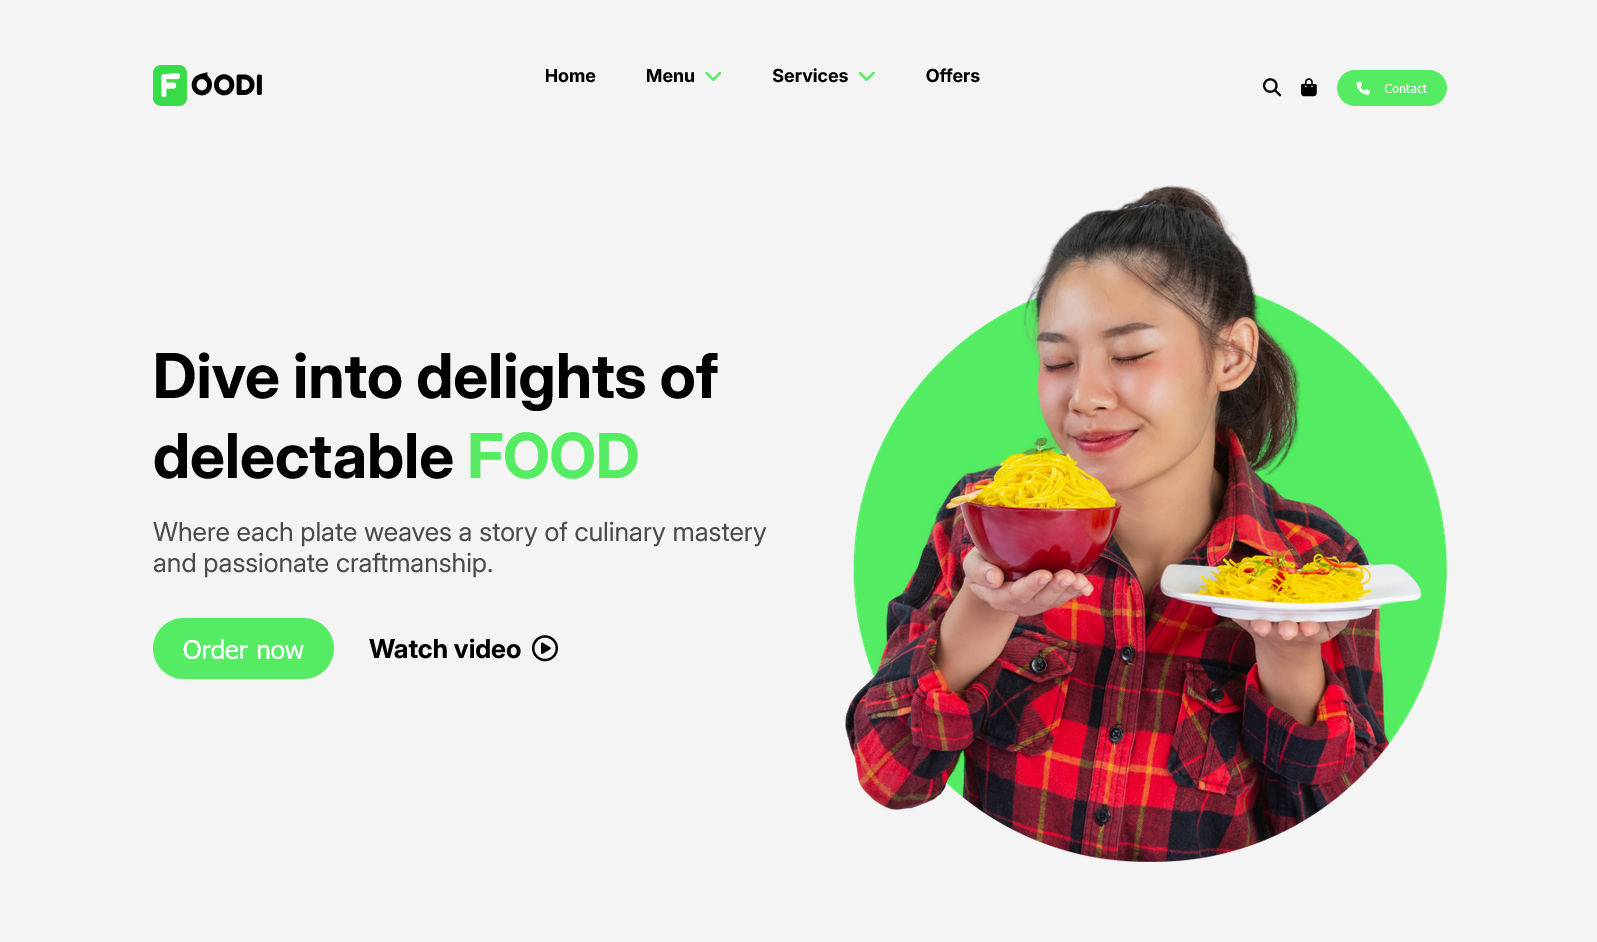 FOODI
Home Menu Services Offers
Contact
Dive into delights of
delectable FOOD
Where each plate weaves a story of culinary mastery
and passionate craftmanship.
Order now Watch video